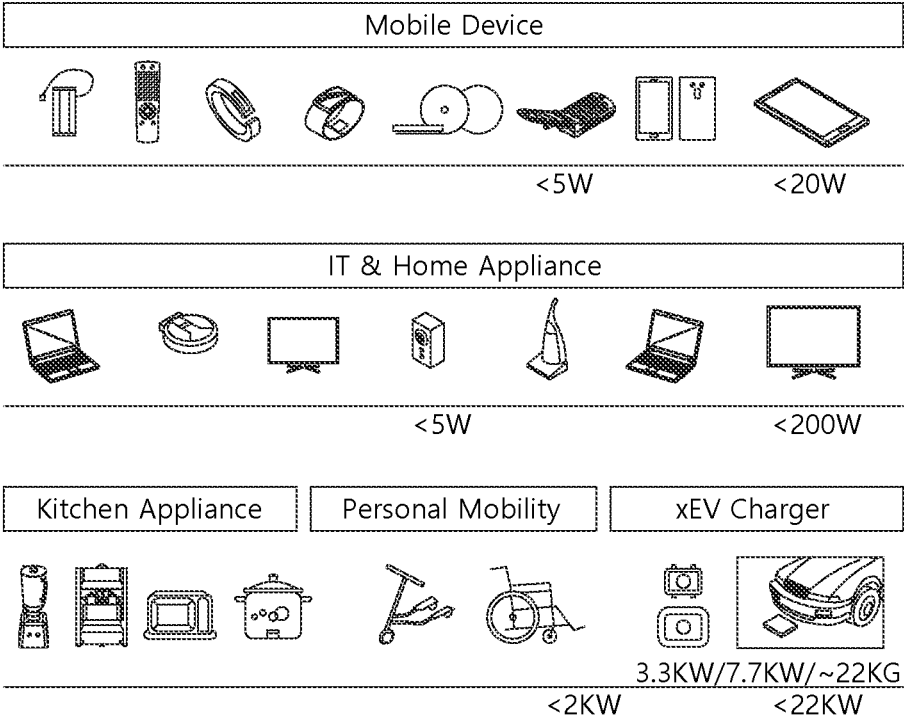 Mobile Device
<5W <20W
IT & Home Appliance
<5W <200W
Kitchen Appliance Personal Mobility xEV Charger
3.3KW/7.7KW/~22KG
<2KW <22KW